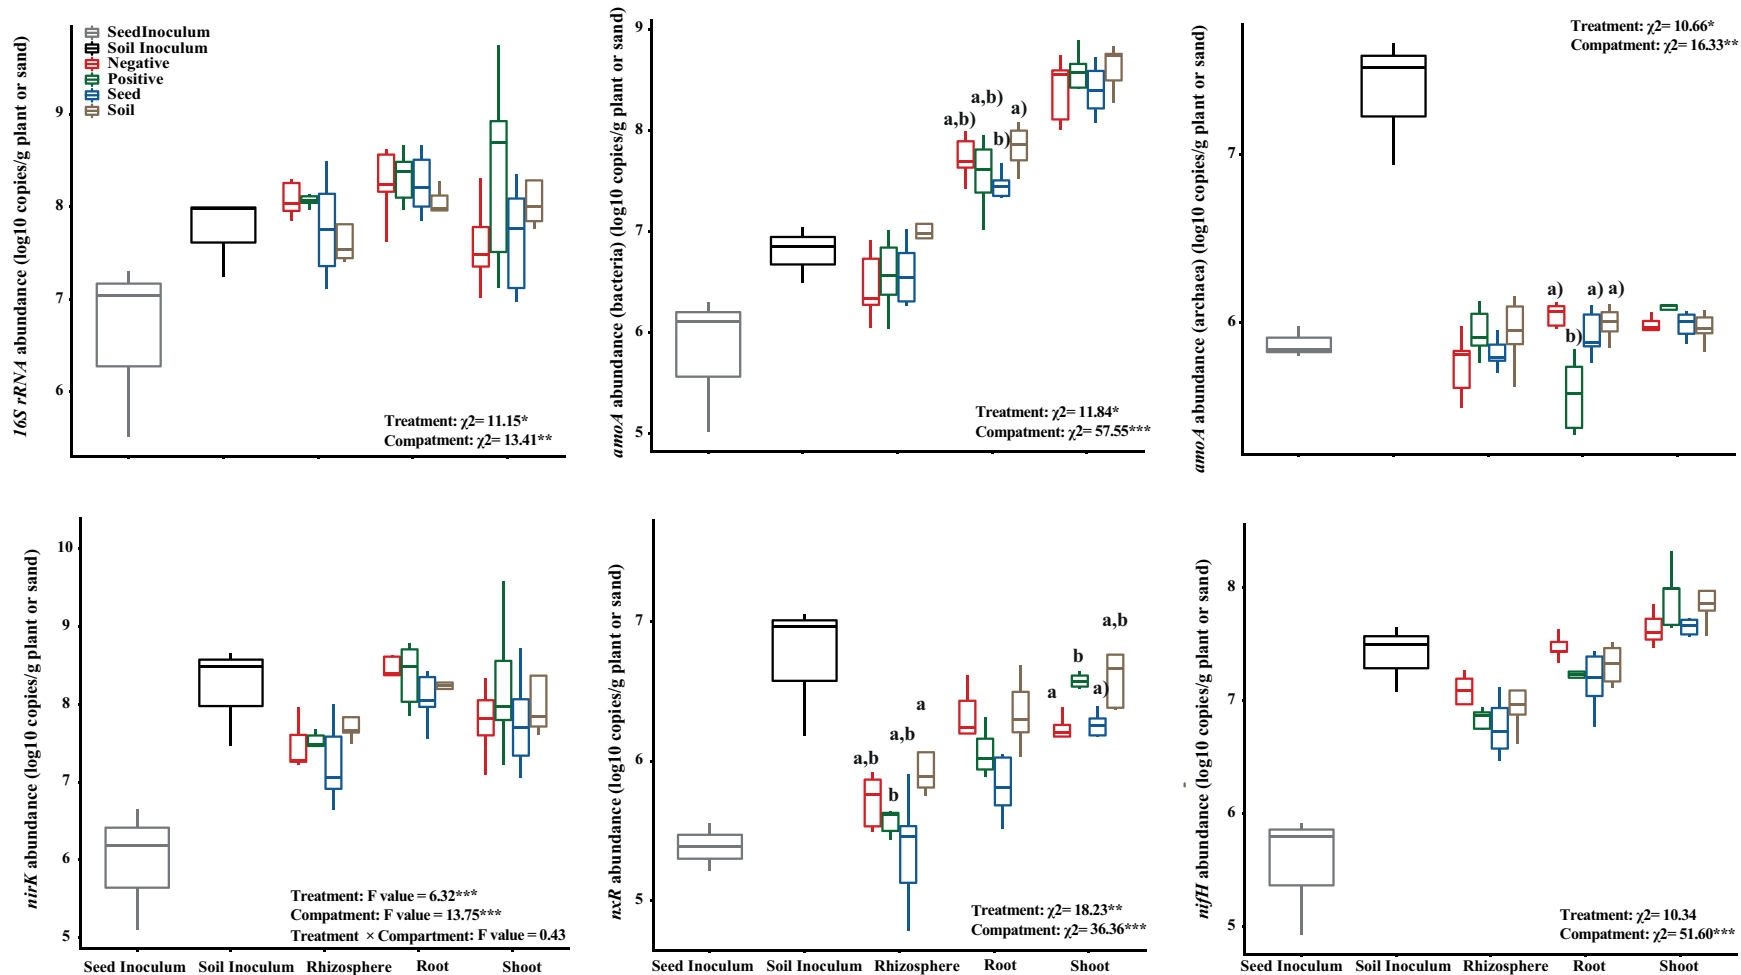 16S rRNA abundance (log10 copies/g plant or sand)
9
8
7
6
SeedInoculum
Soil Inoculum
Negative
Positive
Seed
Soil
Treatment: χ2= 11.15*
Compatment: χ2= 13.41**
amoA abundance (bacteria) (log10 copies/g plant or sand)
9
8
7
6
5
a,b)
a,b)
b)
a)
Treatment: χ2= 11.84*
Compatment: χ2= 57.55***
amoA abundance (archaea) (log10 copies/g plant or sand)
7
6
Treatment: χ2= 10.66*
Compatment: χ2= 16.33**
a)
b)
a)
a)
nirK abundance (log10 copies/g plant or sand)
10
9
8
7
6
5
Treatment: F value = 6.32***
Compatment: F value = 13.75***
Treatment × Compartment: F value = 0.43
Seed Inoculum Soil Inoculum Rhizosphere Root Shoot
nxR abundance (log10 copies/g plant or sand)
7
6
5
a,b
b
a,b
a
a
b
a)
a,b
Treatment: χ2= 18.23**
Compatment: χ2= 36.36***
Seed Inoculum Soil Inoculum Rhizosphere Root Shoot
nifH abundance (log10 copies/g plant or sand)
8
7
6
5
Treatment: χ2= 10.34
Compatment: χ2= 51.60***
Seed Inoculum Soil Inoculum Rhizosphere Root Shoot